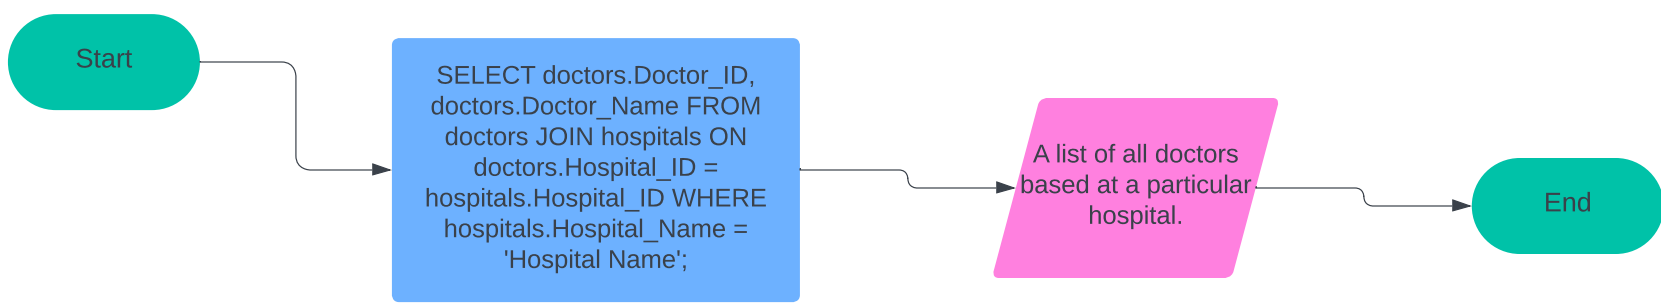 Start
SELECT doctors.Doctor_ID,
doctors.Doctor_Name FROM
doctors JOIN hospitals ON
doctors.Hospital_ID =
hospitals.Hospital_ID WHERE
hospitals.Hospital_Name =
'Hospital Name';
A list of all doctors
based at a particular
hospital.
End